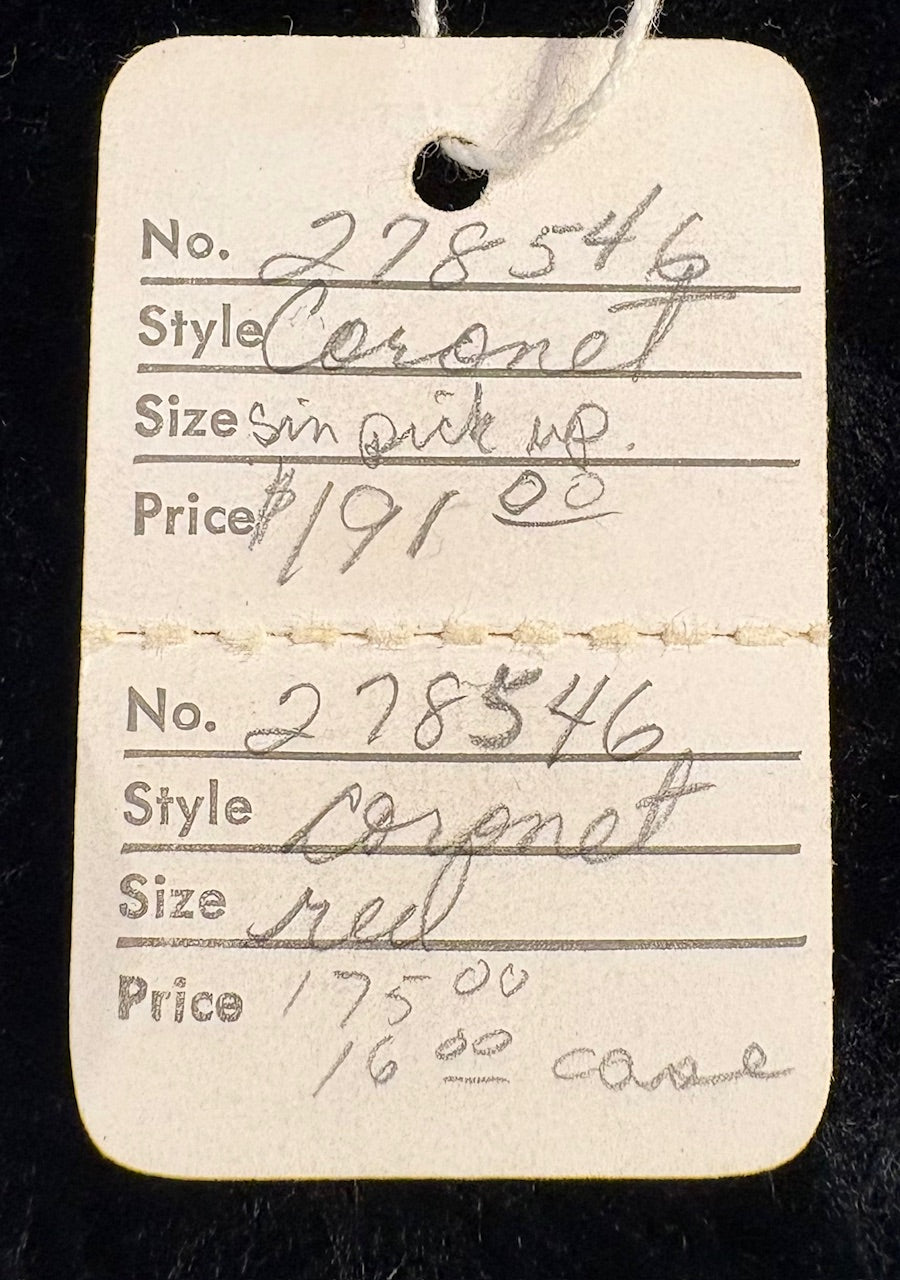 No. 278546
Style Coronet
Size Sin pick up.
Price $191 00
No. 278546
Style coronet
Size red
Price 175 00
16 00 case